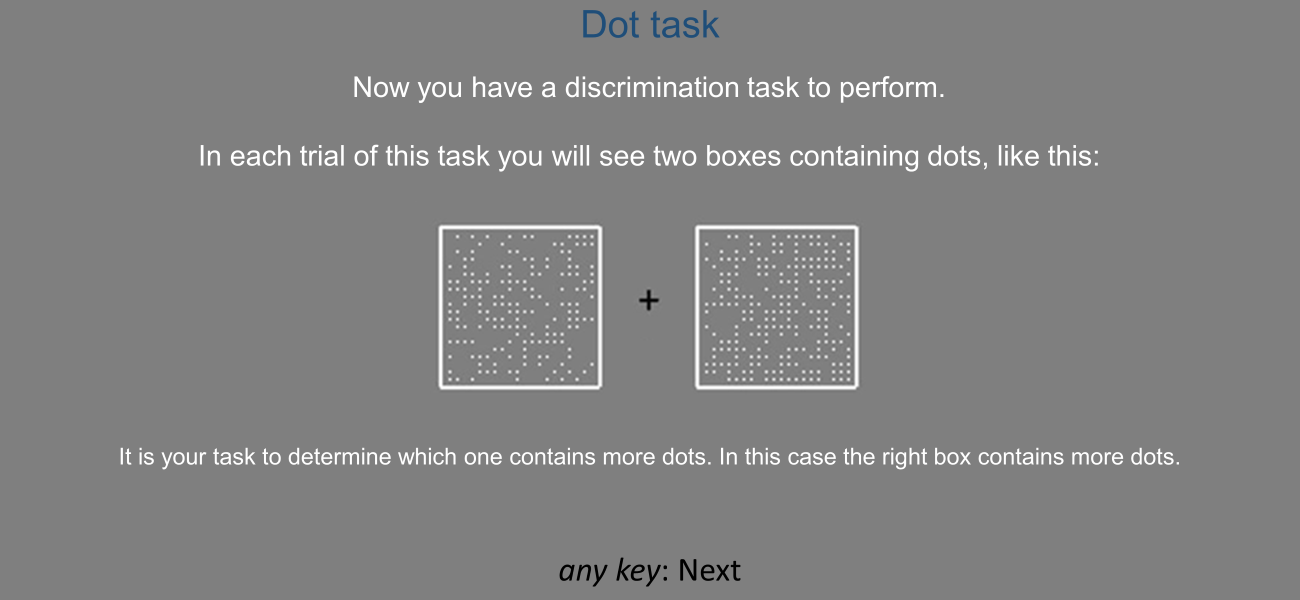 Dot task
Now you have a discrimination task to perform.
In each trial of this task you will see two boxes containing dots, like this:
+
It is your task to determine which one contains more dots. In this case the right box contains more dots.
any key: Next